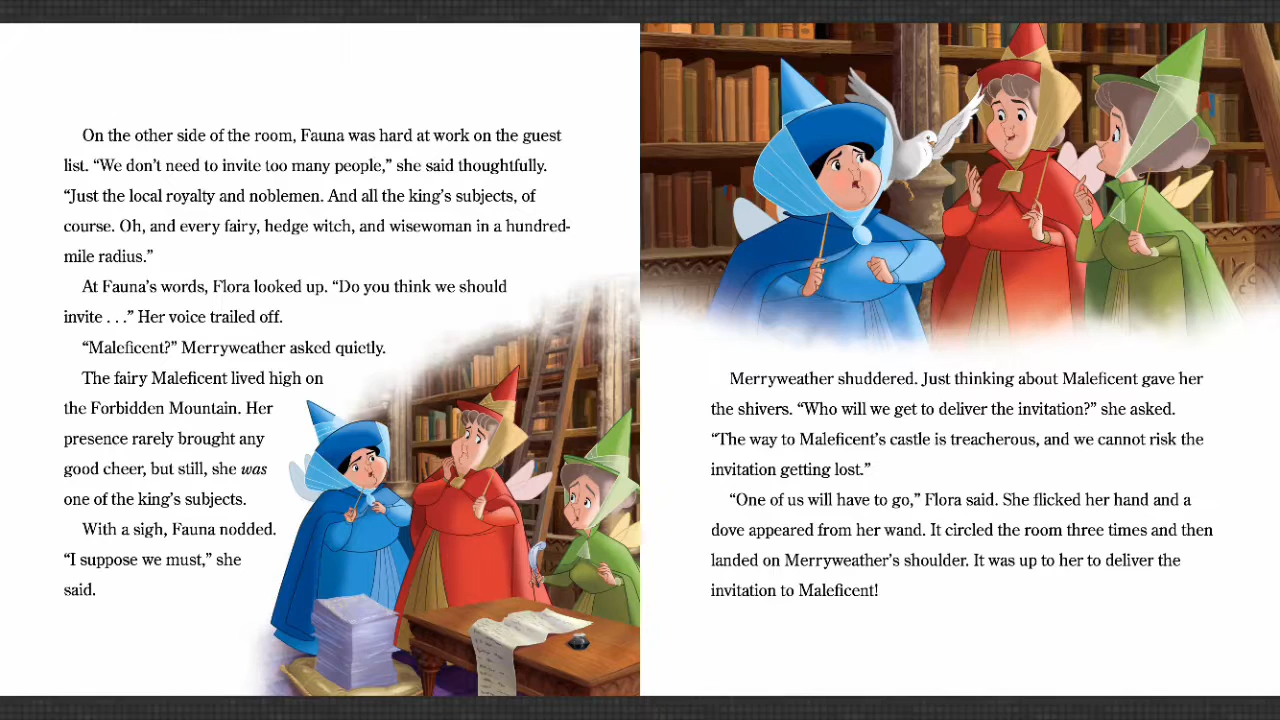 On the other side of the room, Fauna was hard at work on the guest
list. “We don’t need to invite too many people,” she said thoughtfully.
“Just the local royalty and noblemen. And all the king’s subjects, of
course. Oh, and every fairy, hedge witch, and wisewoman in a hundred-
mile radius.”
At Fauna’s words, Flora looked up. “Do you think we should
invite . . .” Her voice trailed off.
“Maleficent?” Merryweather asked quietly.
The fairy Maleficent lived high on
the Forbidden Mountain. Her
presence rarely brought any
good cheer, but still, she was
one of the king’s subjects.
With a sigh, Fauna nodded.
“I suppose we must,” she
said.
Merryweather shuddered. Just thinking about Maleficent gave her
the shivers. “Who will we get to deliver the invitation?” she asked.
“The way to Maleficent’s castle is treacherous, and we cannot risk the
invitation getting lost.”
“One of us will have to go,” Flora said. She flicked her hand and a
dove appeared from her wand. It circled the room three times and then
landed on Merryweather’s shoulder. It was up to her to deliver the
invitation to Maleficent!